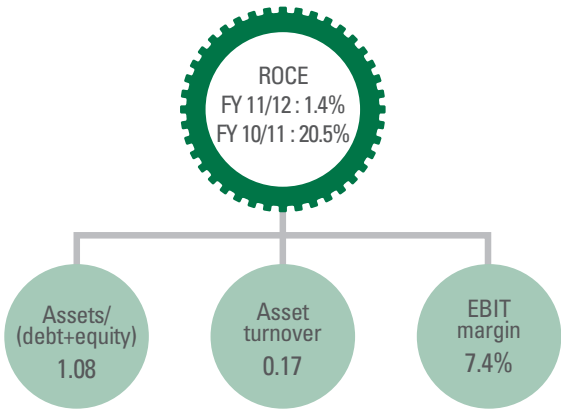 ROCE
FY 11/12 : 1.4%
FY 10/11 : 20.5%
Assets/
(debt+equity)
1.08
Asset
turnover
0.17
EBIT
margin
7.4%